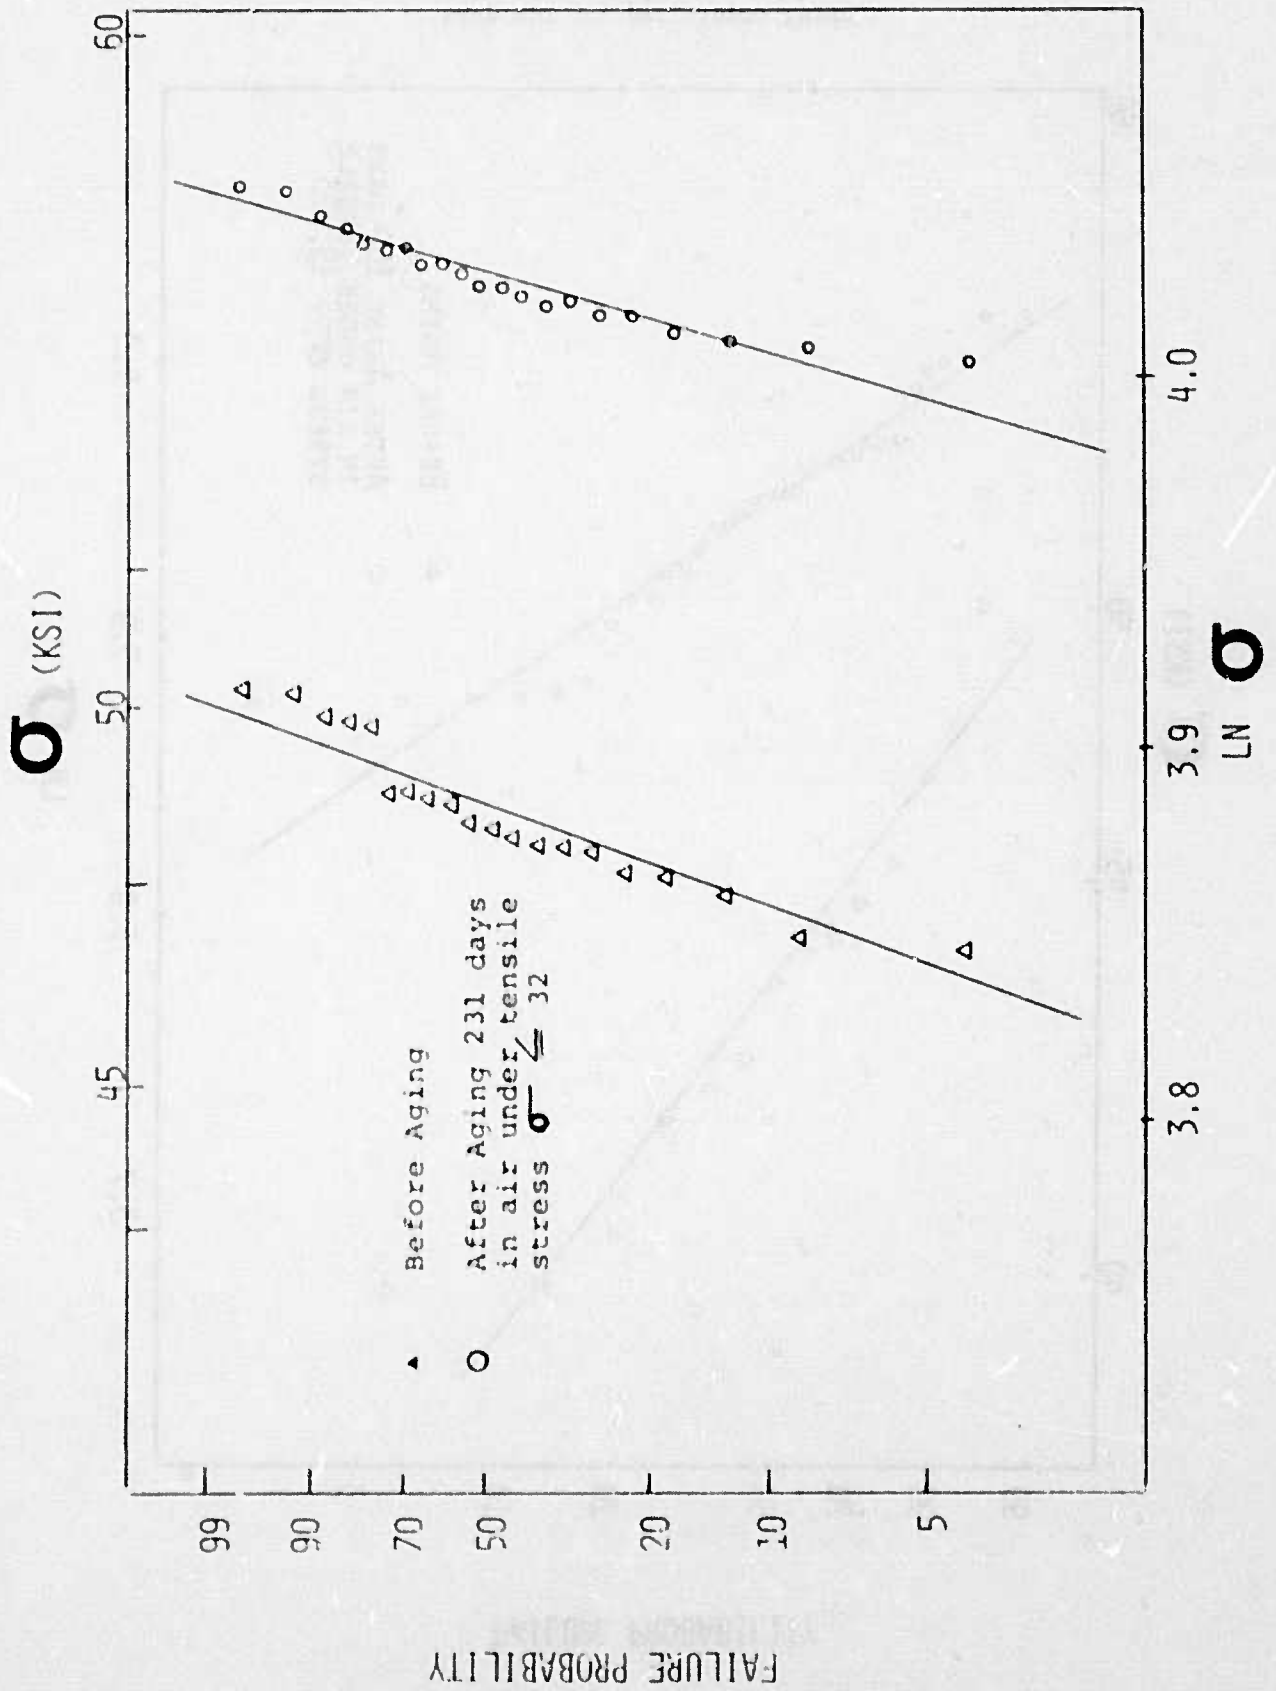 σ (KSI)
45
50
60
99
90
70
50
20
10
5
FAILURE PROBABILITY
▲ Before Aging
O After Aging 231 days
in air under tensile
stress σ ≤ 32
75
3.8
3.9
4.0
LN σ